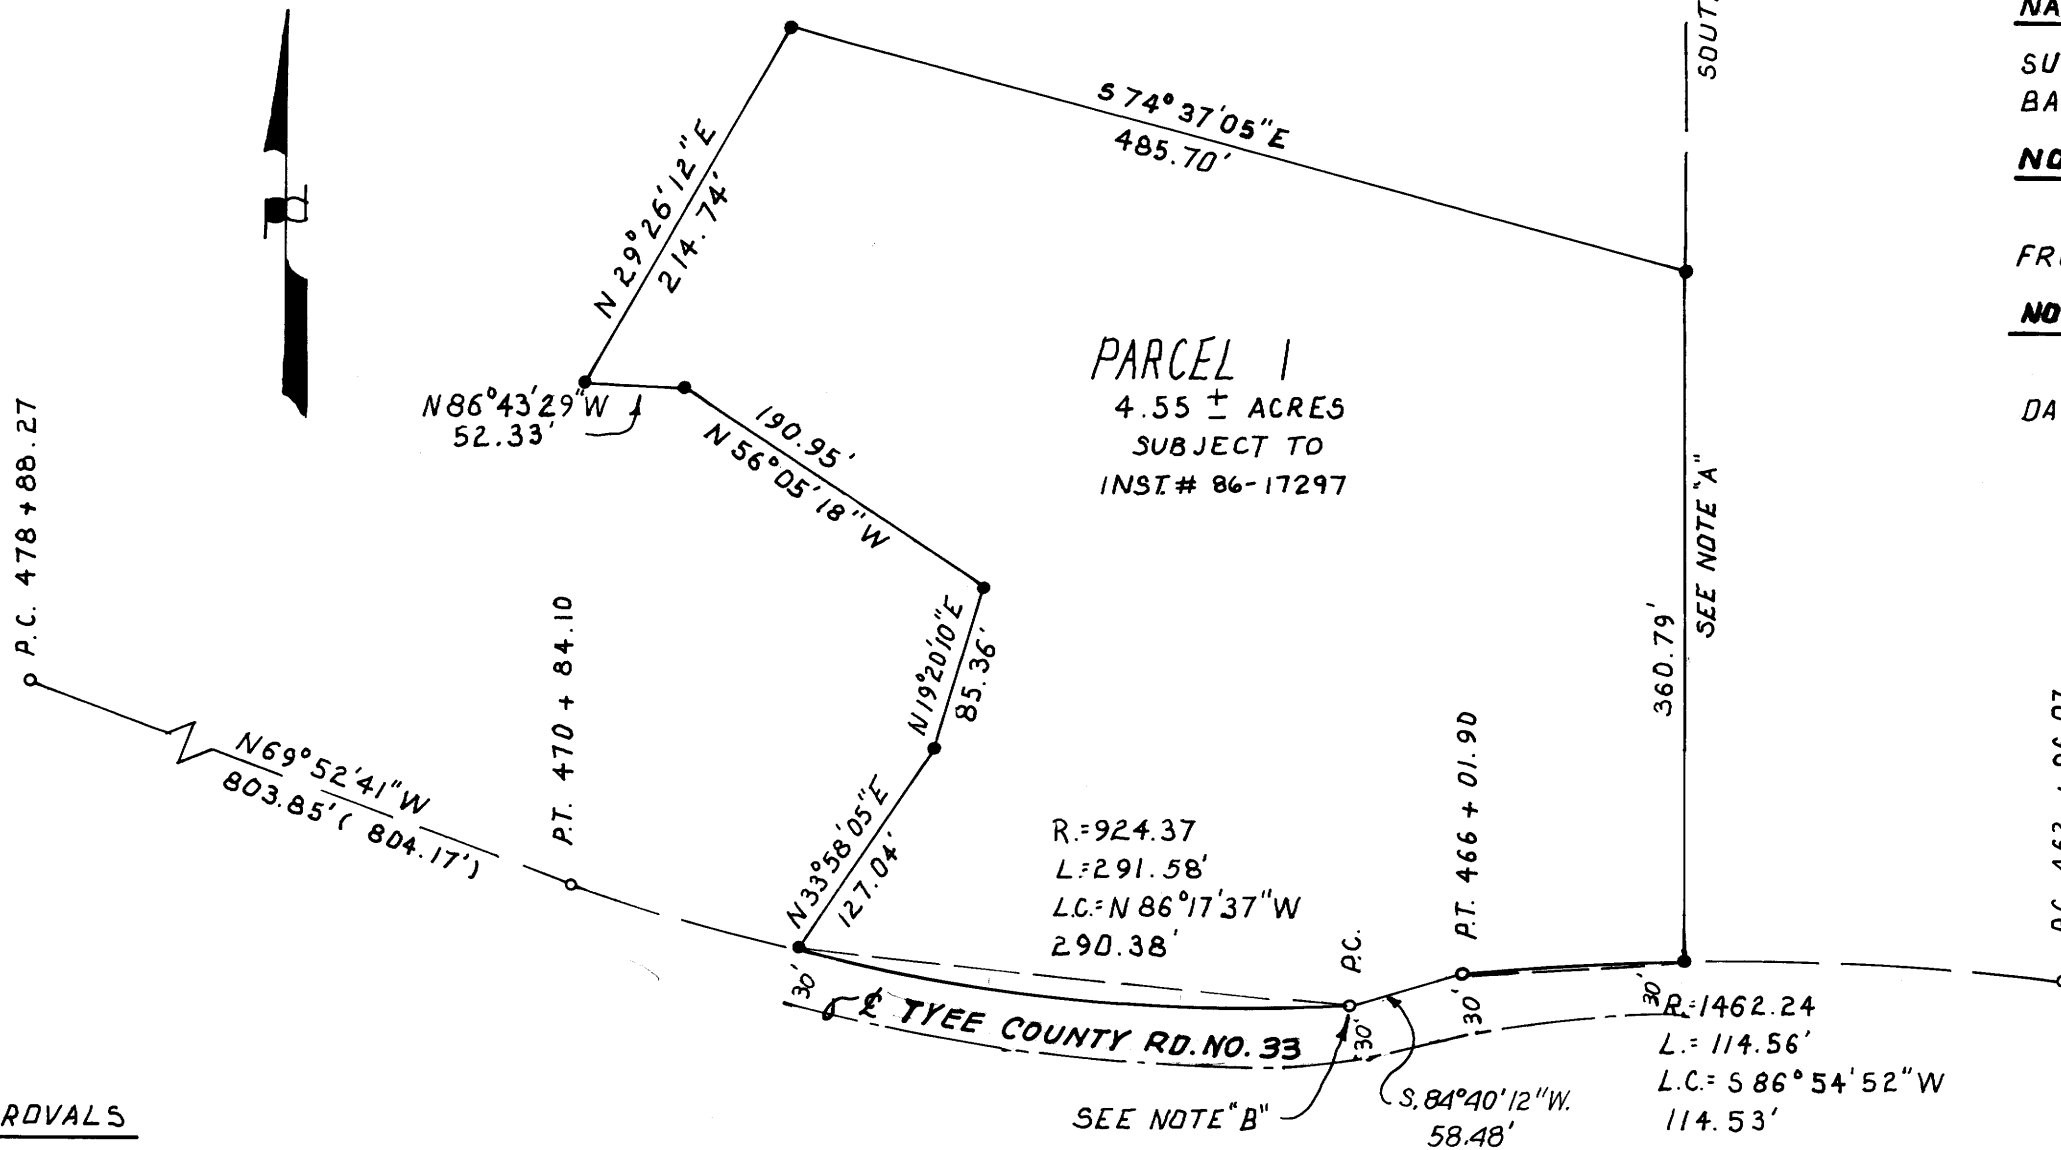 SOUT
NA
SU
BA
NO
FR
NO
DA
S 74° 37' 05" E
485.70'
N 29° 26' 12" E
214.74'
PARCEL 1
4.55 ± ACRES
SUBJECT TO
INST.# 86-17297
N86°43'29"W
52.33'
190.95'
N 56° 05' 18" W
P.C. 478 + 88.27
P.T. 470 + 84.10
N19°20'10"E
85.36'
360.79'
SEE NOTE "A"
N69°52'41"W
803.85' ( 804.17')
N33°58'05"E
127.04'
R.=924.37
L.=291.58'
L.C.= N 86°17'37"W
290.38'
P.C.
P.T. 466 + 01.90
30'
℄ TYEE COUNTY RD. NO. 33
30'
30'
30'
R.=1462.24
L.= 114.56'
L.C.= S 86° 54' 52" W
114.53'
SEE NOTE "B"
S. 84°40'12"W.
58.48'
ROVALS